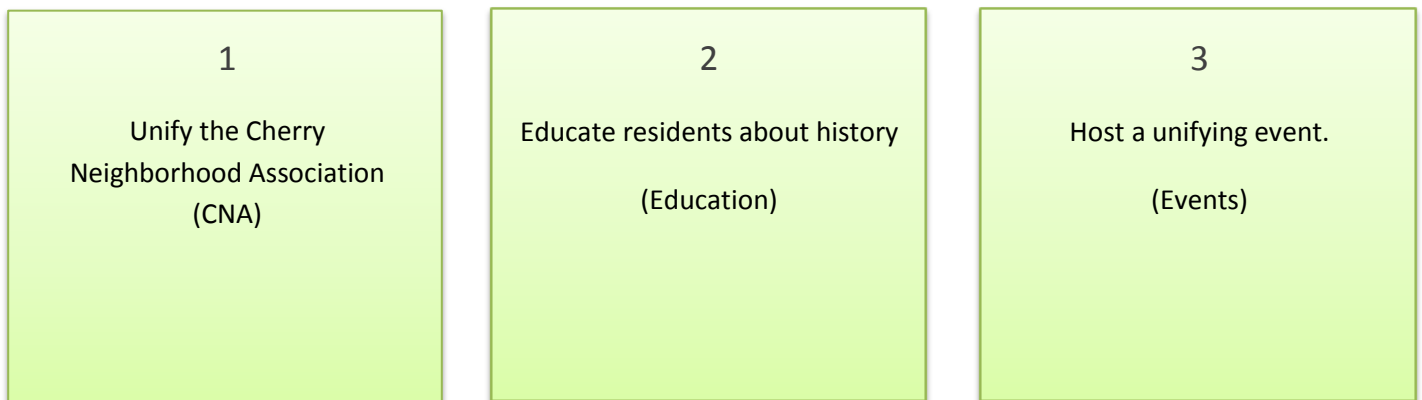 1
Unify the Cherry
Neighborhood Association
(CNA)
2
Educate residents about history
(Education)
3
Host a unifying event.
(Events)